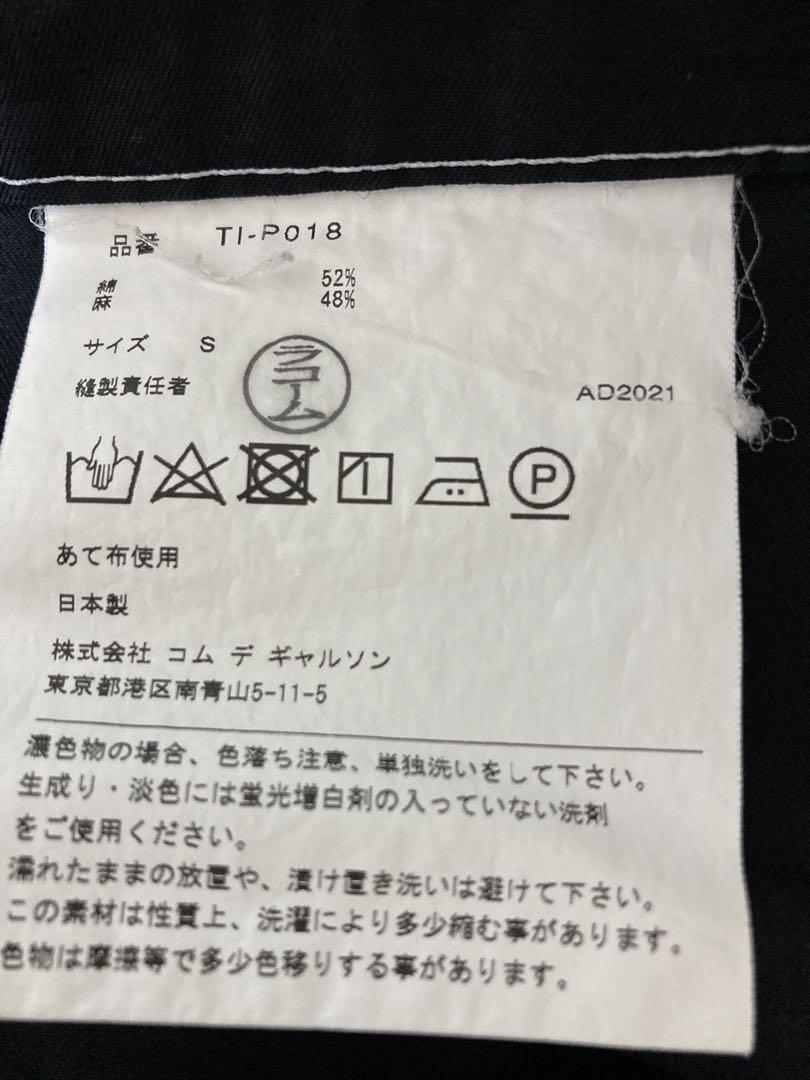 品番 TI-P018
綿 52%
麻 48%
サイズ S
縫製責任者 ラコーム AD2021
P
あて布使用
日本製
株式会社 コム デ ギャルソン
東京都港区南青山5-11-5
濃色物の場合、色落ち注意、単独洗いをして下さい。
生成り・淡色には蛍光増白剤の入っていない洗剤
をご使用ください。
濡れたままの放置や、漬け置き洗いは避けて下さい。
この素材は性質上、洗濯により多少縮む事があります。
色物は摩擦等で多少色移りする事があります。